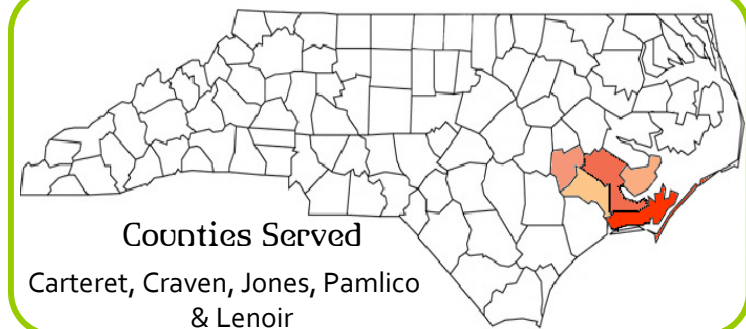 Counties Served
Carteret, Craven, Jones, Pamlico
& Lenoir